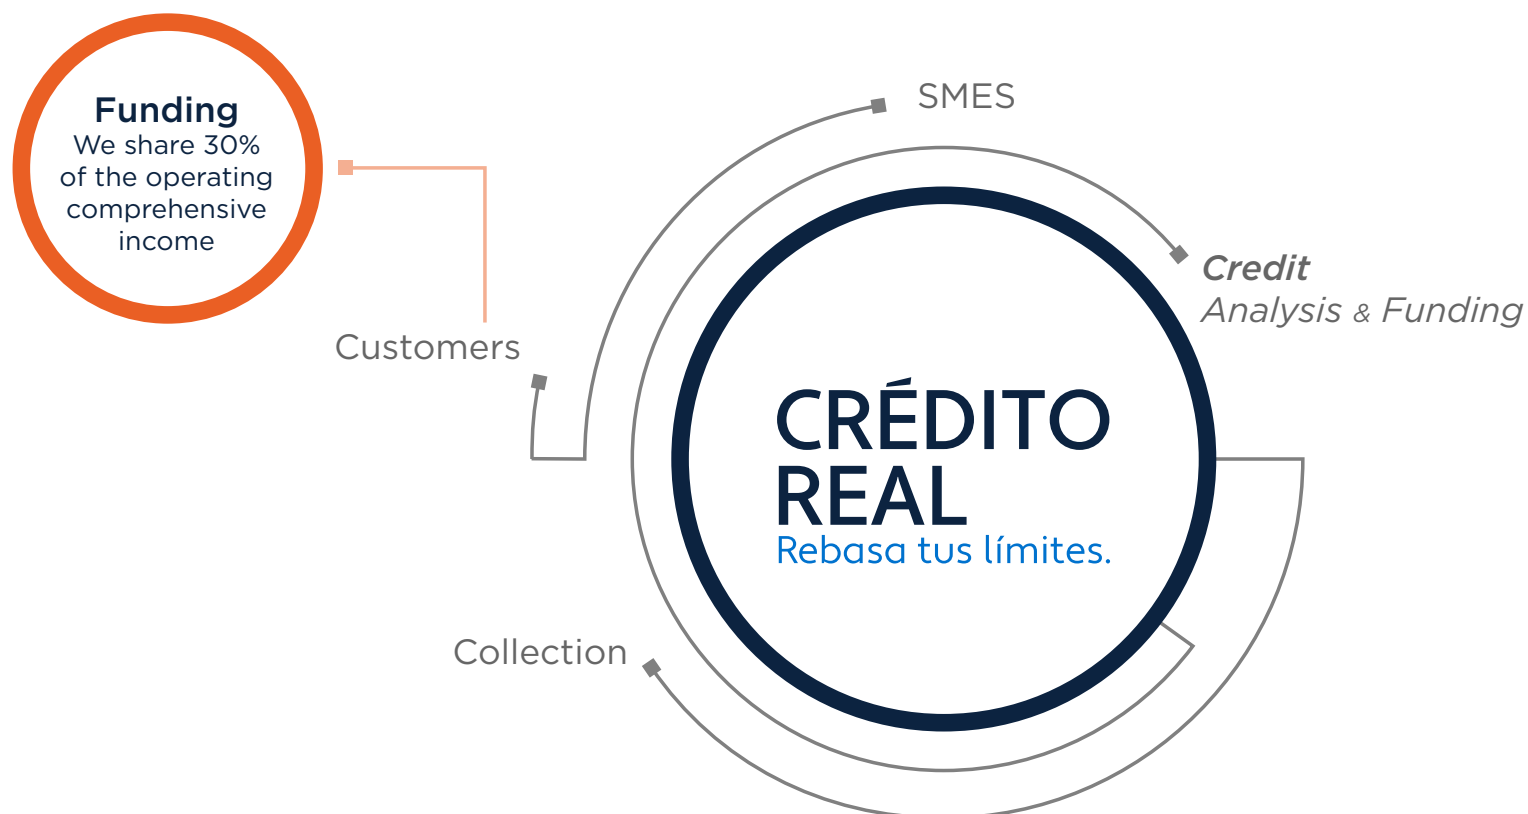 Funding
We share 30%
of the operating
comprehensive
income
SMES
Credit
Analysis & Funding
Customers
CRÉDITO
REAL
Rebasa tus límites.
Collection